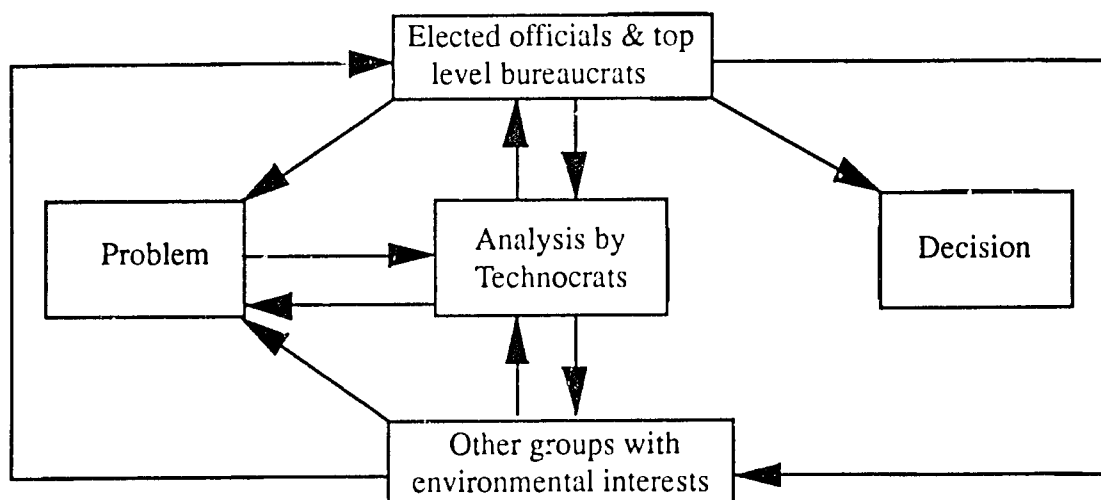 Elected officials & top
level bureaucrats
Problem
Analysis by
Technocrats
Decision
Other groups with
environmental interests